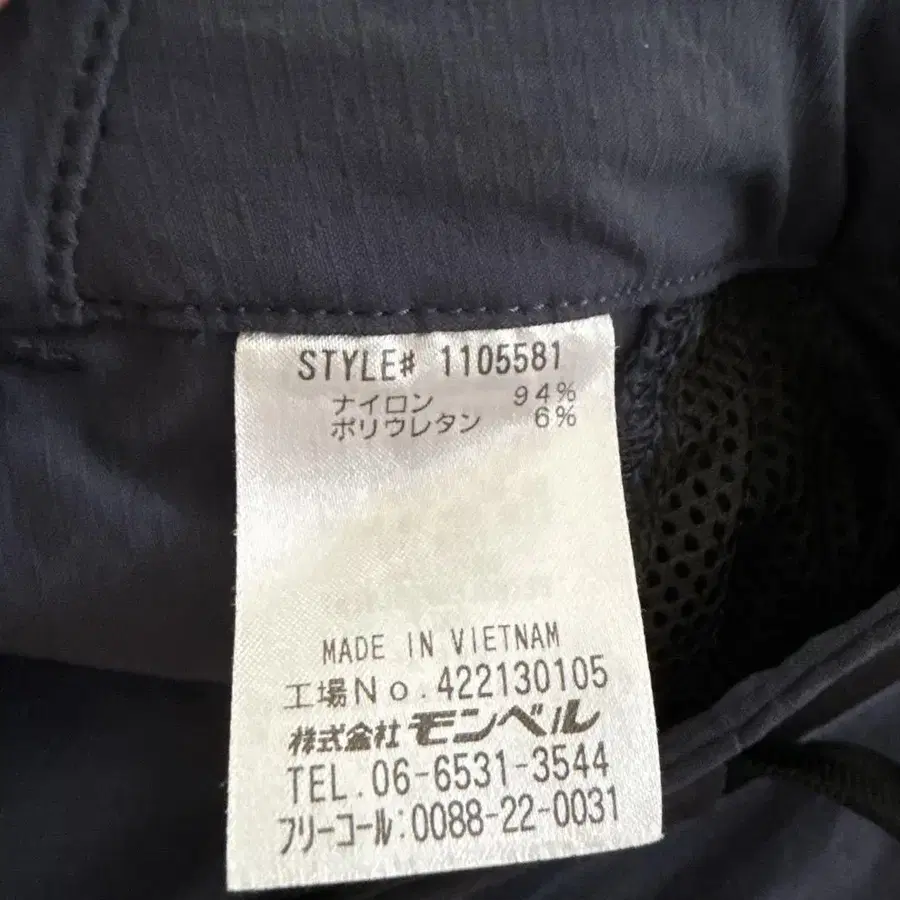 STYLE# 1105581
ナイロン 94%
ポリウレタン 6%
MADE IN VIETNAM
工場No.422130105
株式会社モンベル
TEL.06-6531-3544
フリーコール:0088-22-0031